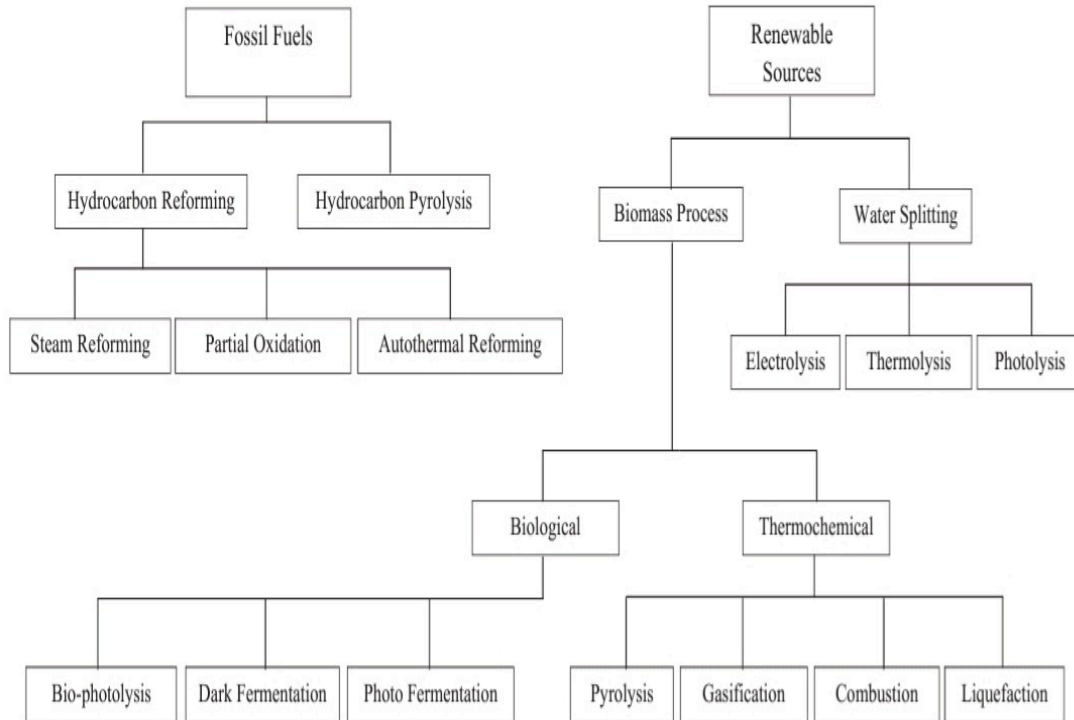 Fossil Fuels
Renewable
Sources
Hydrocarbon Reforming
Hydrocarbon Pyrolysis
Biomass Process
Water Splitting
Steam Reforming
Partial Oxidation
Autothermal Reforming
Electrolysis
Thermolysis
Photolysis
Biological
Thermochemical
Bio-photolysis
Dark Fermentation
Photo Fermentation
Pyrolysis
Gasification
Combustion
Liquefaction